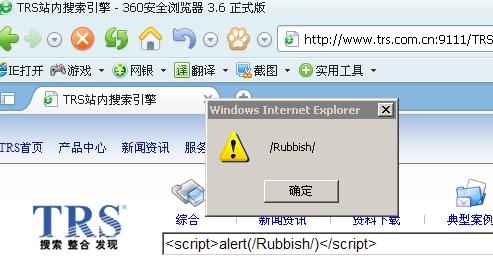 TRS站内搜索引擎 - 360安全浏览器 3.6 正式版
http://www.trs.com.cn:9111/TRS
IE打开 游戏 网银 译 翻译 截图 实用工具
TRS站内搜索引擎
Windows Internet Explorer
/Rubbish/
确定
TRS首页 产品中心 新闻资讯
综合 新闻资讯 资料下载 典型案例
TRS
搜索 整合 发现
<script>alert(/Rubbish/)</script>